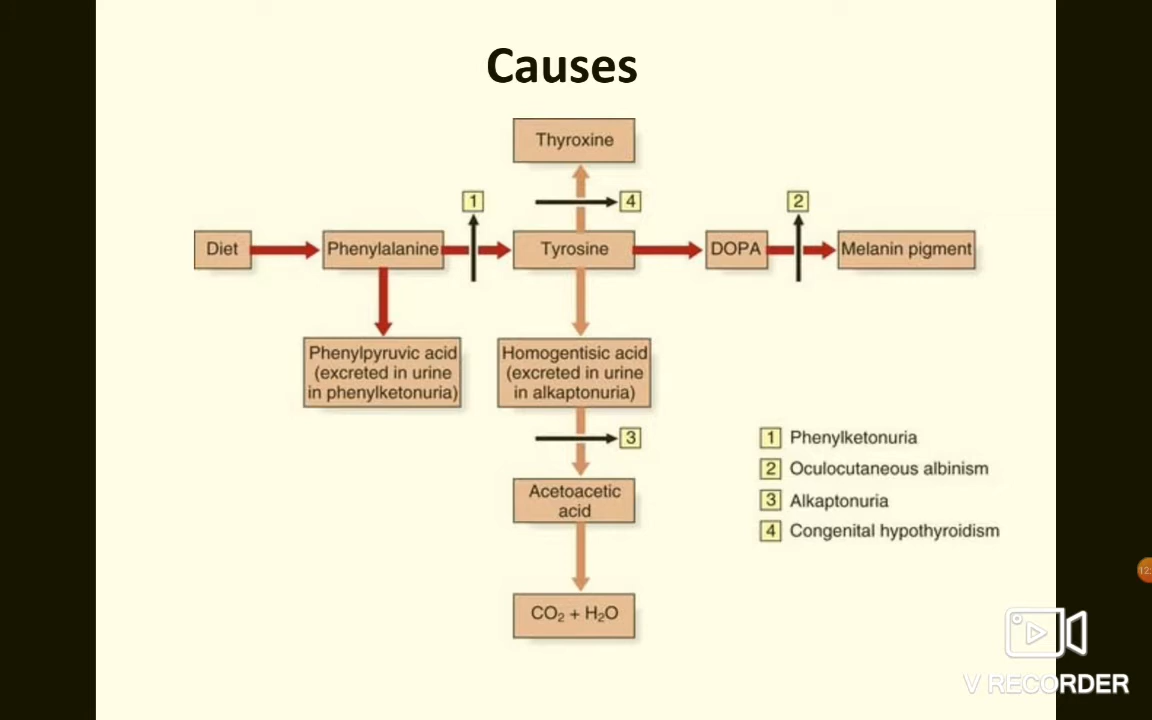 Causes
Thyroxine
1
4
2
Diet
Phenylalanine
Tyrosine
DOPA
Melanin pigment
Phenylpyruvic acid
(excreted in urine
in phenylketonuria)
Homogentisic acid
(excreted in urine
in alkaptonuria)
3
Acetoacetic
acid
CO₂ + H₂O
1 Phenylketonuria
2 Oculocutaneous albinism
3 Alkaptonuria
4 Congenital hypothyroidism
V RECORDER